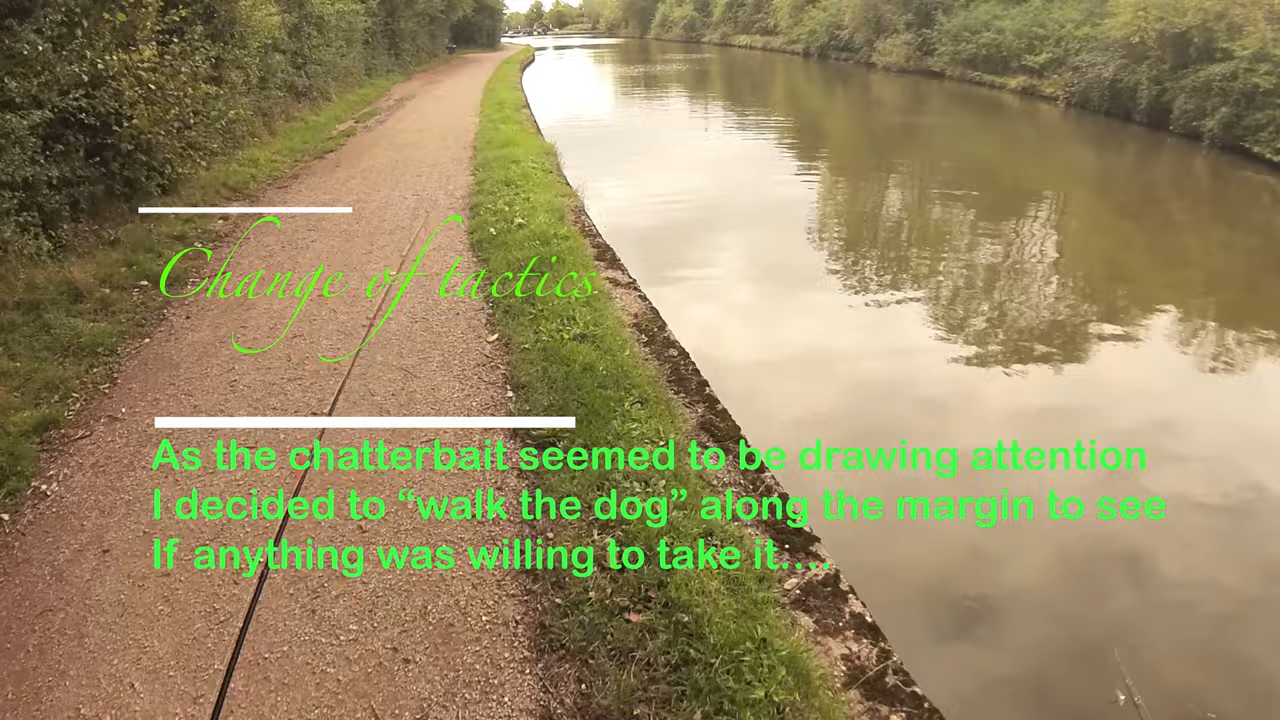 Change of tactics
As the chatterbait seemed to be drawing attention
I decided to “walk the dog” along the margin to see
If anything was willing to take it....